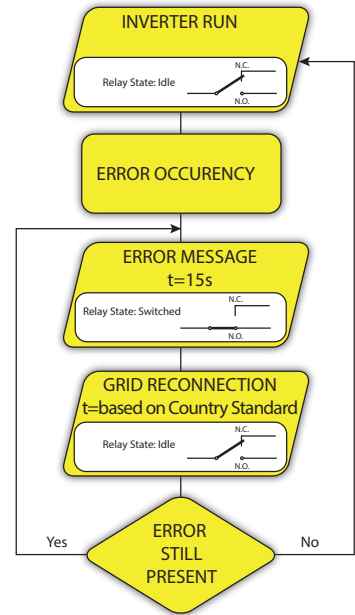 INVERTER RUN
N.C.
Relay State: Idle
N.O.
ERROR OCCURENCY
ERROR MESSAGE
t=15s
N.C.
Relay State: Switched
N.O.
GRID RECONNECTION
t=based on Country Standard
N.C.
Relay State: Idle
N.O.
Yes
ERROR
STILL
PRESENT
No